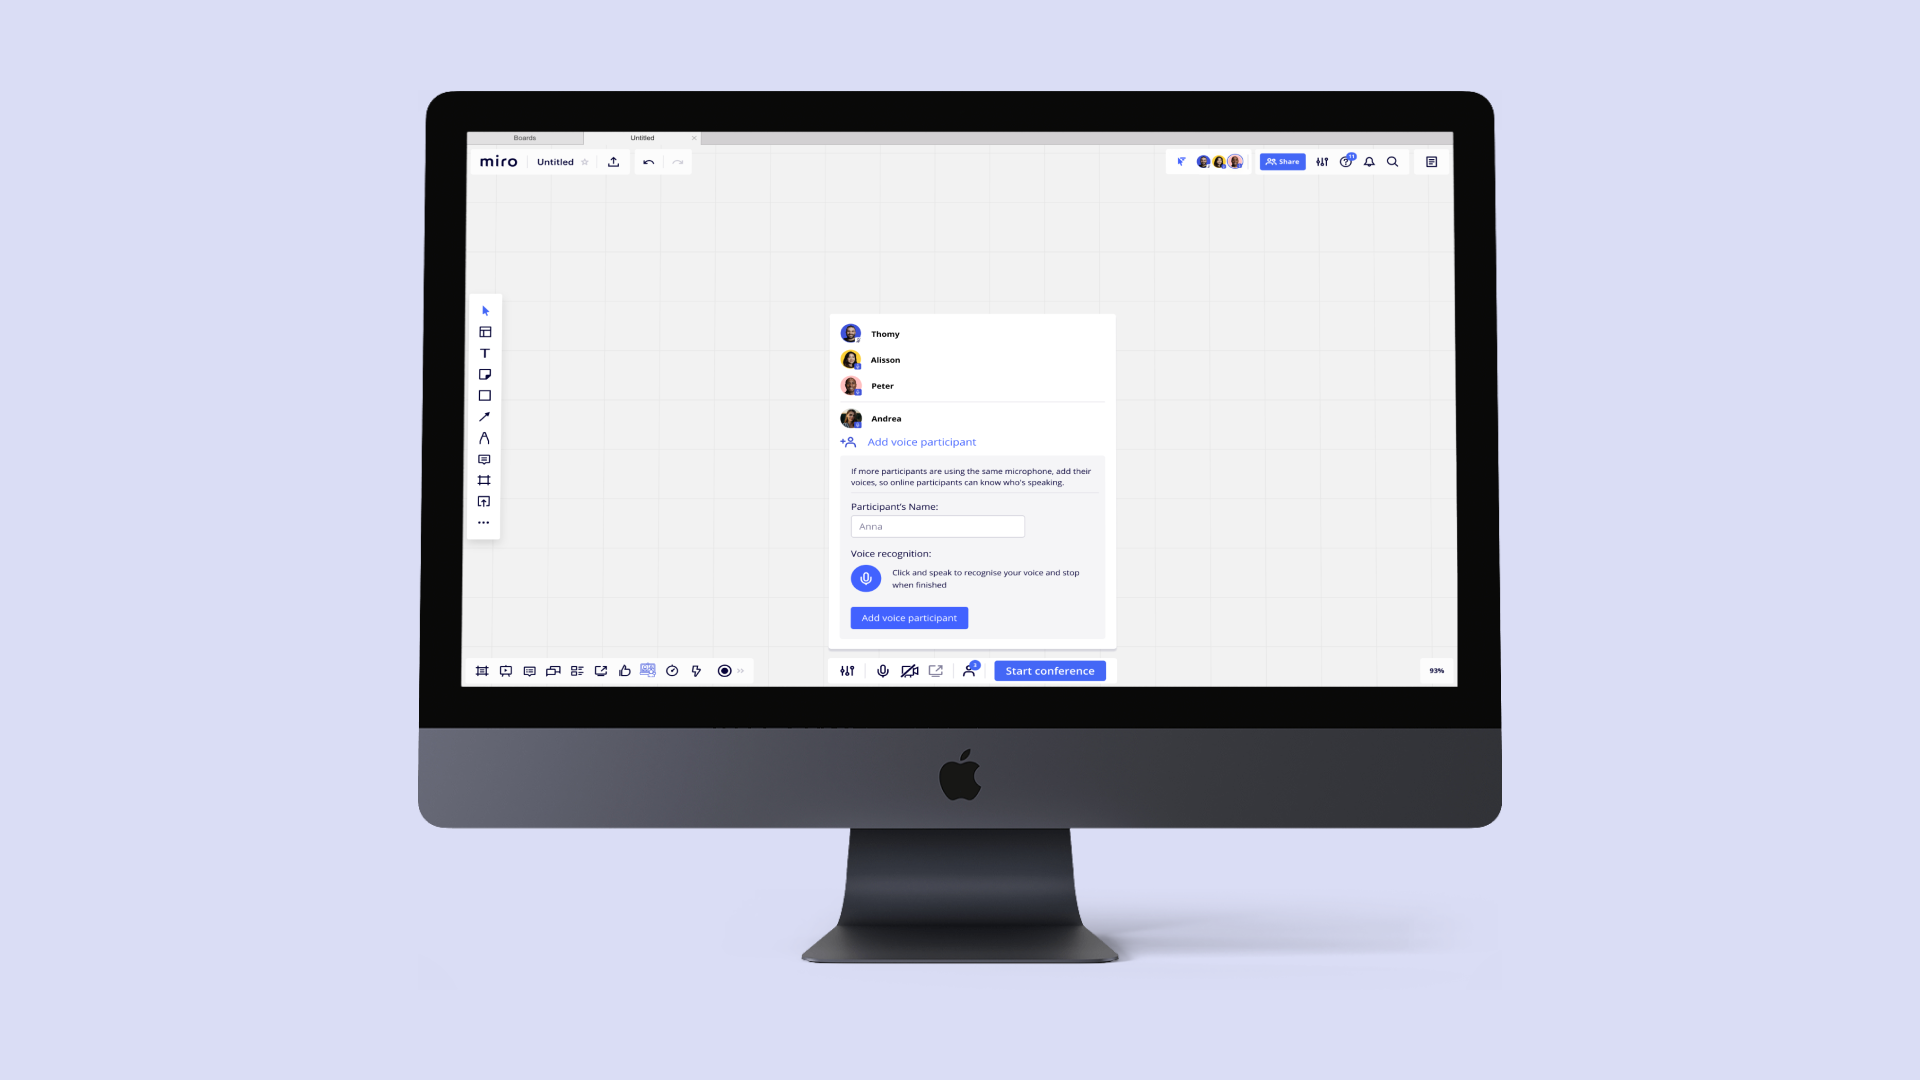 Boards
Untitled
miro
Untitled
Share
11
Thomy
Alisson
Peter
Andrea
Add voice participant
If more participants are using the same microphone, add their
voices, so online participants can know who's speaking.
Participant's Name:
Anna
Voice recognition:
Click and speak to recognise your voice and stop
when finished
Add voice participant
3
Start conference
93%